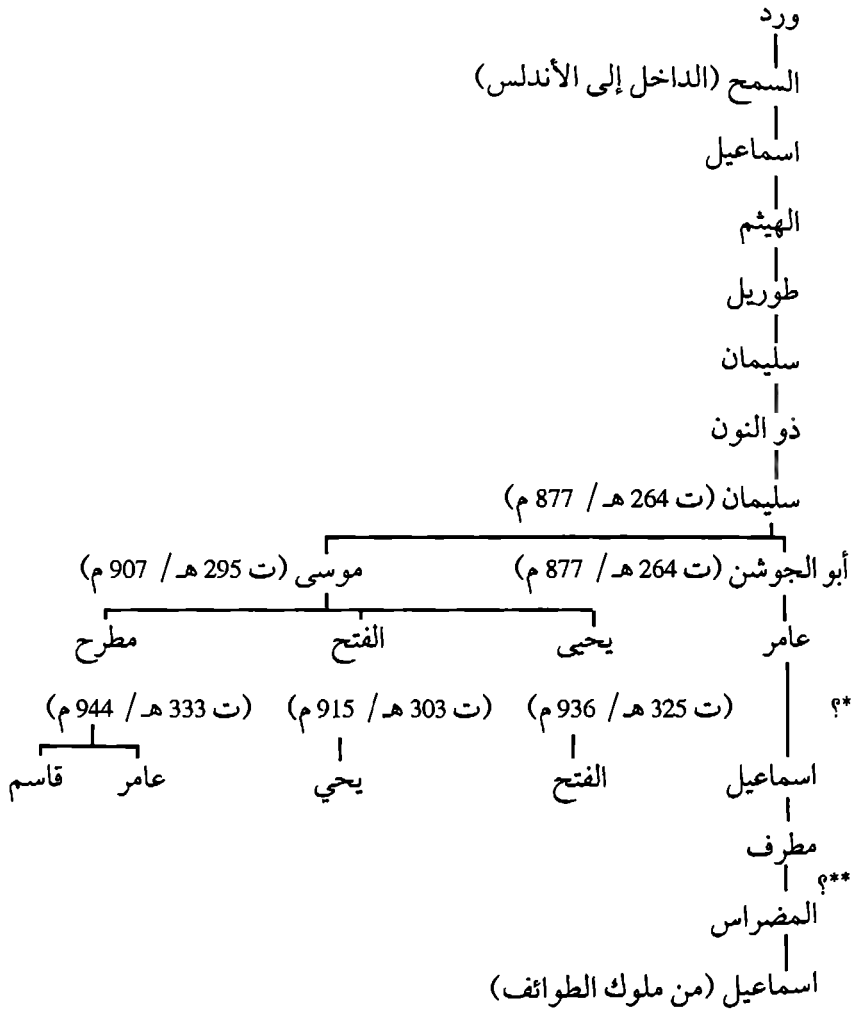 ورد
السمح (الداخل إلى الأندلس)
اسماعيل
الهيثم
طوريل
سليمان
ذو النون
سليمان (ت 264 هـ / 877 م)
أبو الجوشن (ت 264 هـ / 877 م) موسى (ت 295 هـ / 907 م)
عامر يحيى الفتح مطرح
*؟ (ت 325 هـ / 936 م) (ت 303 هـ / 915 م) (ت 333 هـ / 944 م)
اسماعيل الفتح يحي عامر قاسم
مطرف
**؟
المضراس
اسماعيل (من ملوك الطوائف)